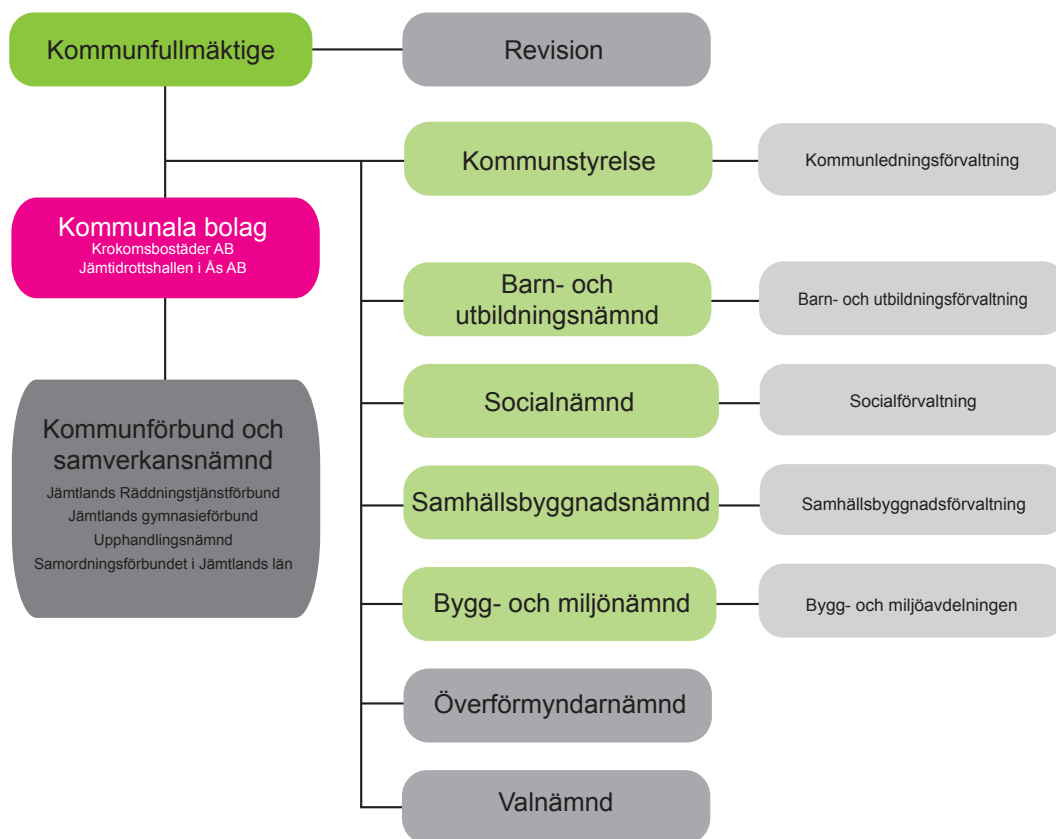 Kommunfullmäktige
Revision
Kommunstyrelse
Kommunledningsförvaltning
Kommunala bolag
Krokomsbostäder AB
Jämtidrottshallen i Ås AB
Barn- och
utbildningsnämnd
Barn- och utbildningsförvaltning
Socialnämnd
Socialförvaltning
Kommunförbund och
samverkansnämnd
Jämtlands Räddningstjänstförbund
Jämtlands gymnasieförbund
Upphandlingsnämnd
Samordningsförbundet i Jämtlands län
Samhällsbyggnadsnämnd
Samhällsbyggnadsförvaltning
Bygg- och miljönämnd
Bygg- och miljöavdelningen
Överförmyndarnämnd
Valnämnd